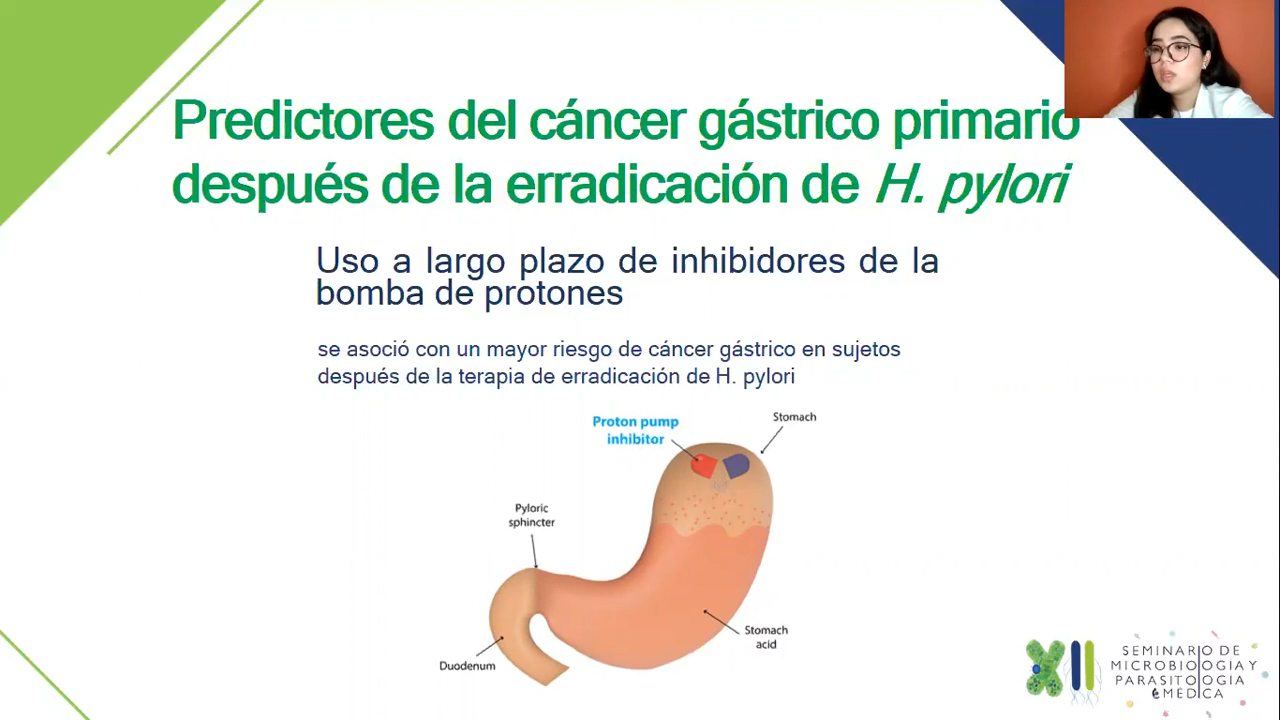 Predictores del cáncer gástrico primario
después de la erradicación de H. pylori
Uso a largo plazo de inhibidores de la
bomba de protones
se asoció con un mayor riesgo de cáncer gástrico en sujetos
después de la terapia de erradicación de H. pylori
Proton pump
inhibitor
Stomach
Pyloric
sphincter
Stomach
acid
Duodenum
XII
SEMINARIO DE
MICROBIOLOGIA Y
PARASITOLOGIA
MEDICA